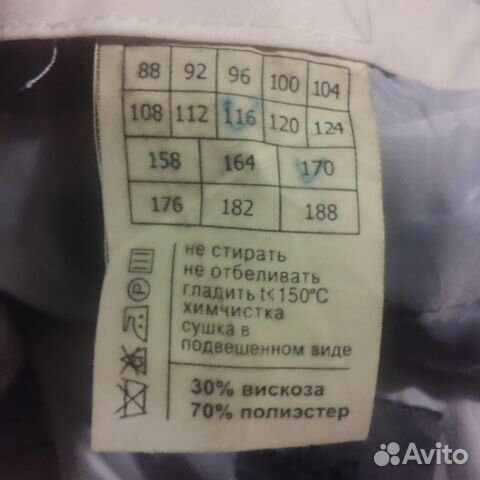 88 92 96 100 104
108 112 116 120 124
158 164 170
176 182 188
не стирать
не отбеливать
гладить t<150°C
химчистка
сушка в
подвешенном виде
P
30% вискоза
70% полиэстер
Avito